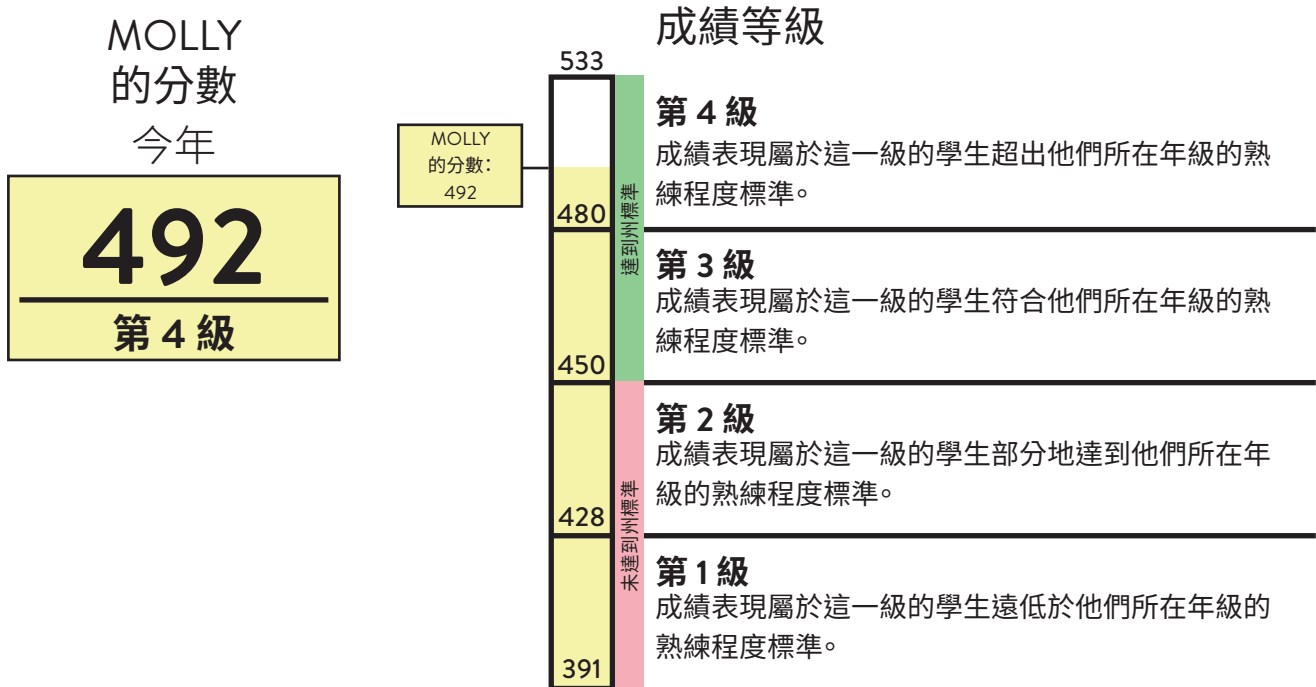 MOLLY
的分數
今年
492
第 4 級
MOLLY
的分數：
492
533
480
450
428
391
達到州標準
未達到州標準
成績等級
第 4 級
成績表現屬於這一級的學生超出他們所在年級的熟
練程度標準。
第 3 級
成績表現屬於這一級的學生符合他們所在年級的熟
練程度標準。
第 2 級
成績表現屬於這一級的學生部分地達到他們所在年
級的熟練程度標準。
第 1 級
成績表現屬於這一級的學生遠低於他們所在年級的
熟練程度標準。